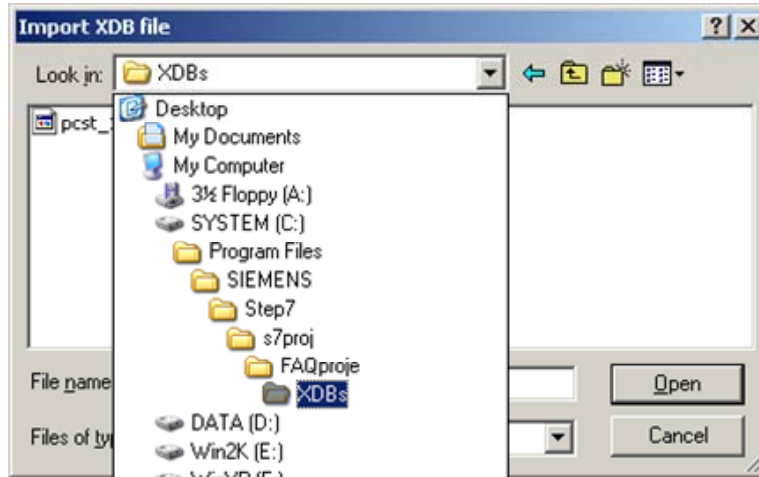 Import XDB file
Look in: XDBs
Desktop
pcst_
My Documents
My Computer
3½ Floppy (A:)
SYSTEM (C:)
Program Files
SIEMENS
Step7
s7proj
FAQproje
XDBs
File name
Open
DATA (D:)
Files of ty
Cancel
Win2K (E:)